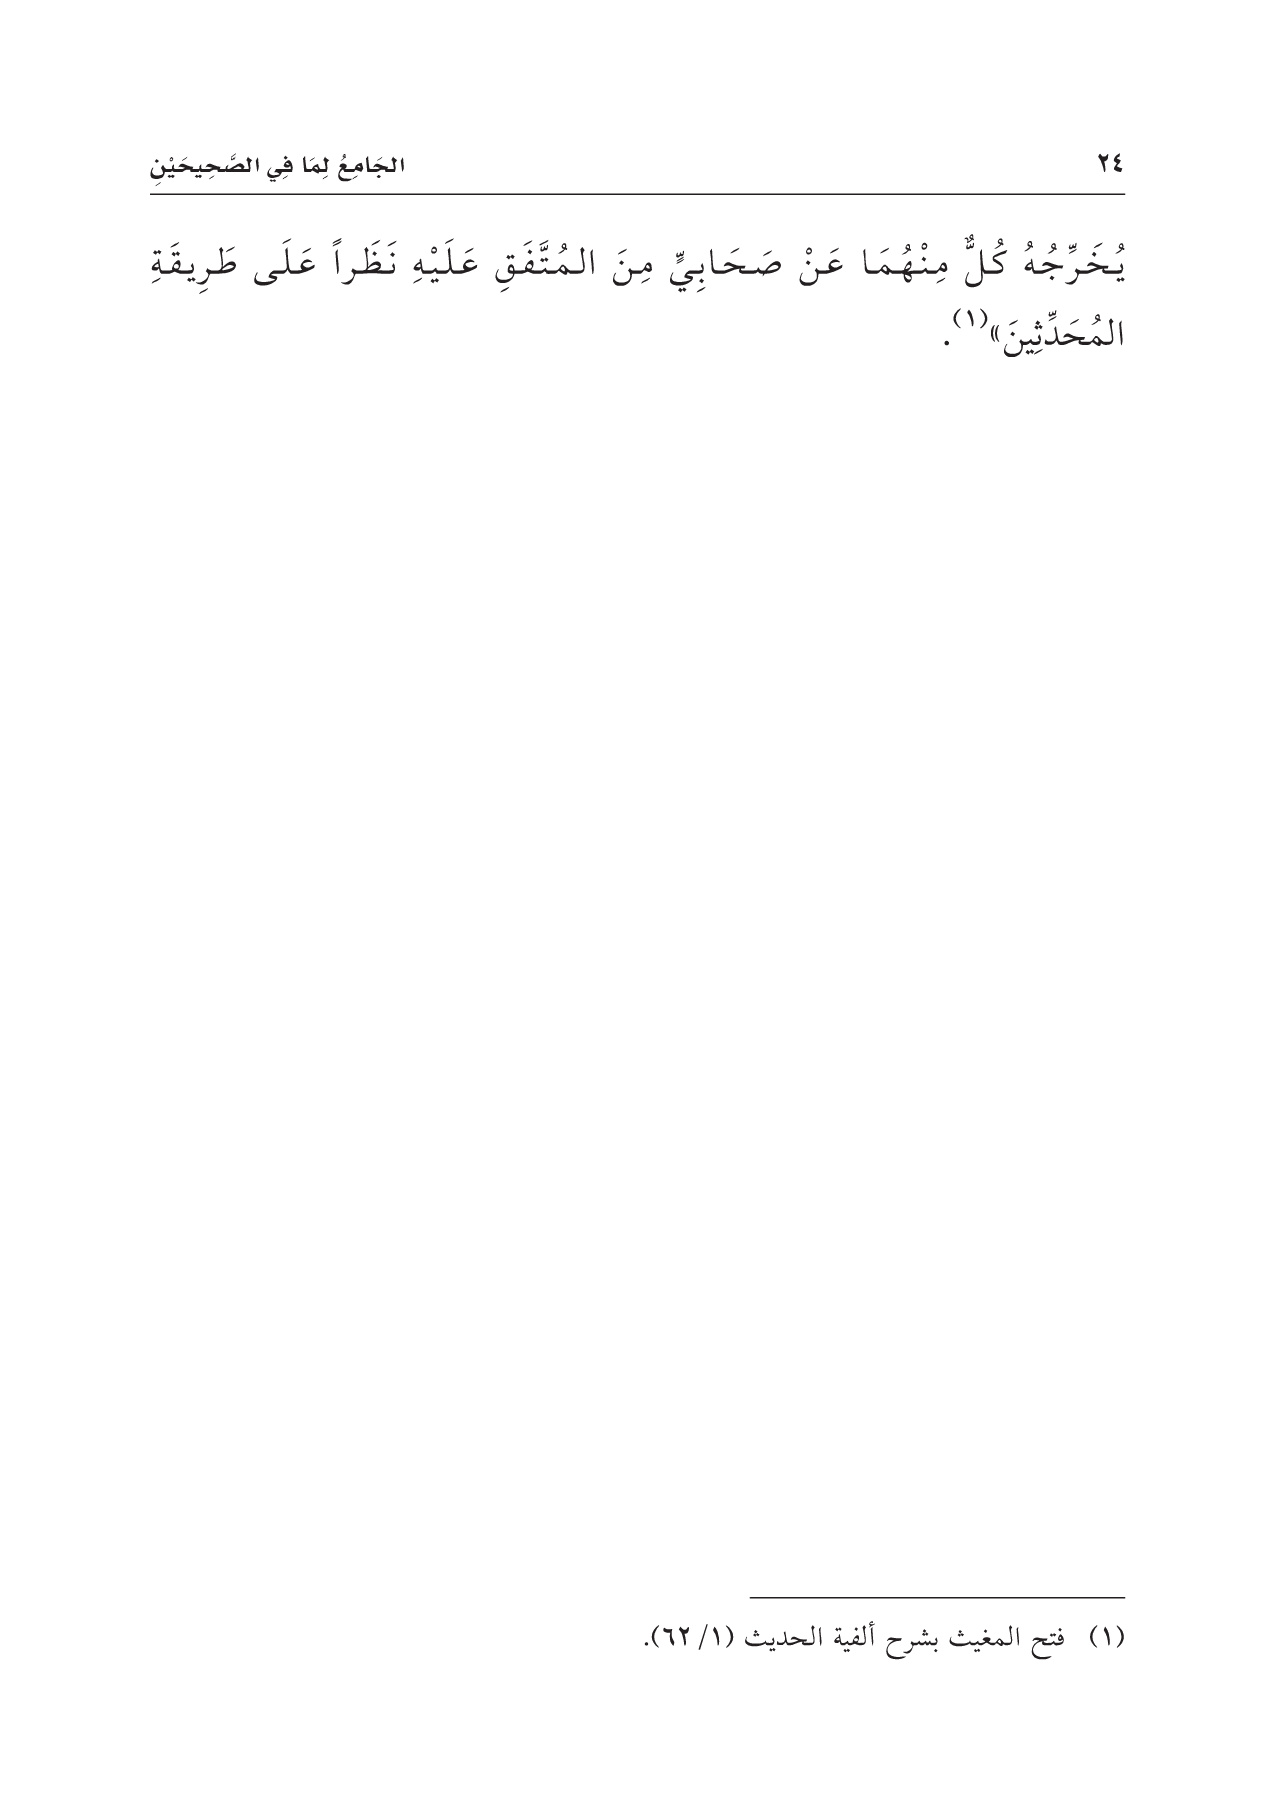 ٢٤
الجَامِعُ لِمَا فِي الصَّحِيحَيْنِ
يُخَرِّجُهُ كُلٌّ مِنْهُمَا عَنْ صَحَابِيٍّ مِنَ المُتَّفَقِ عَلَيْهِ نَظَراً عَلَى طَرِيقَةِ
المُحَدِّثِينَ»(١).
(١) فتح المغيث بشرح ألفية الحديث (١/ ٦٢).